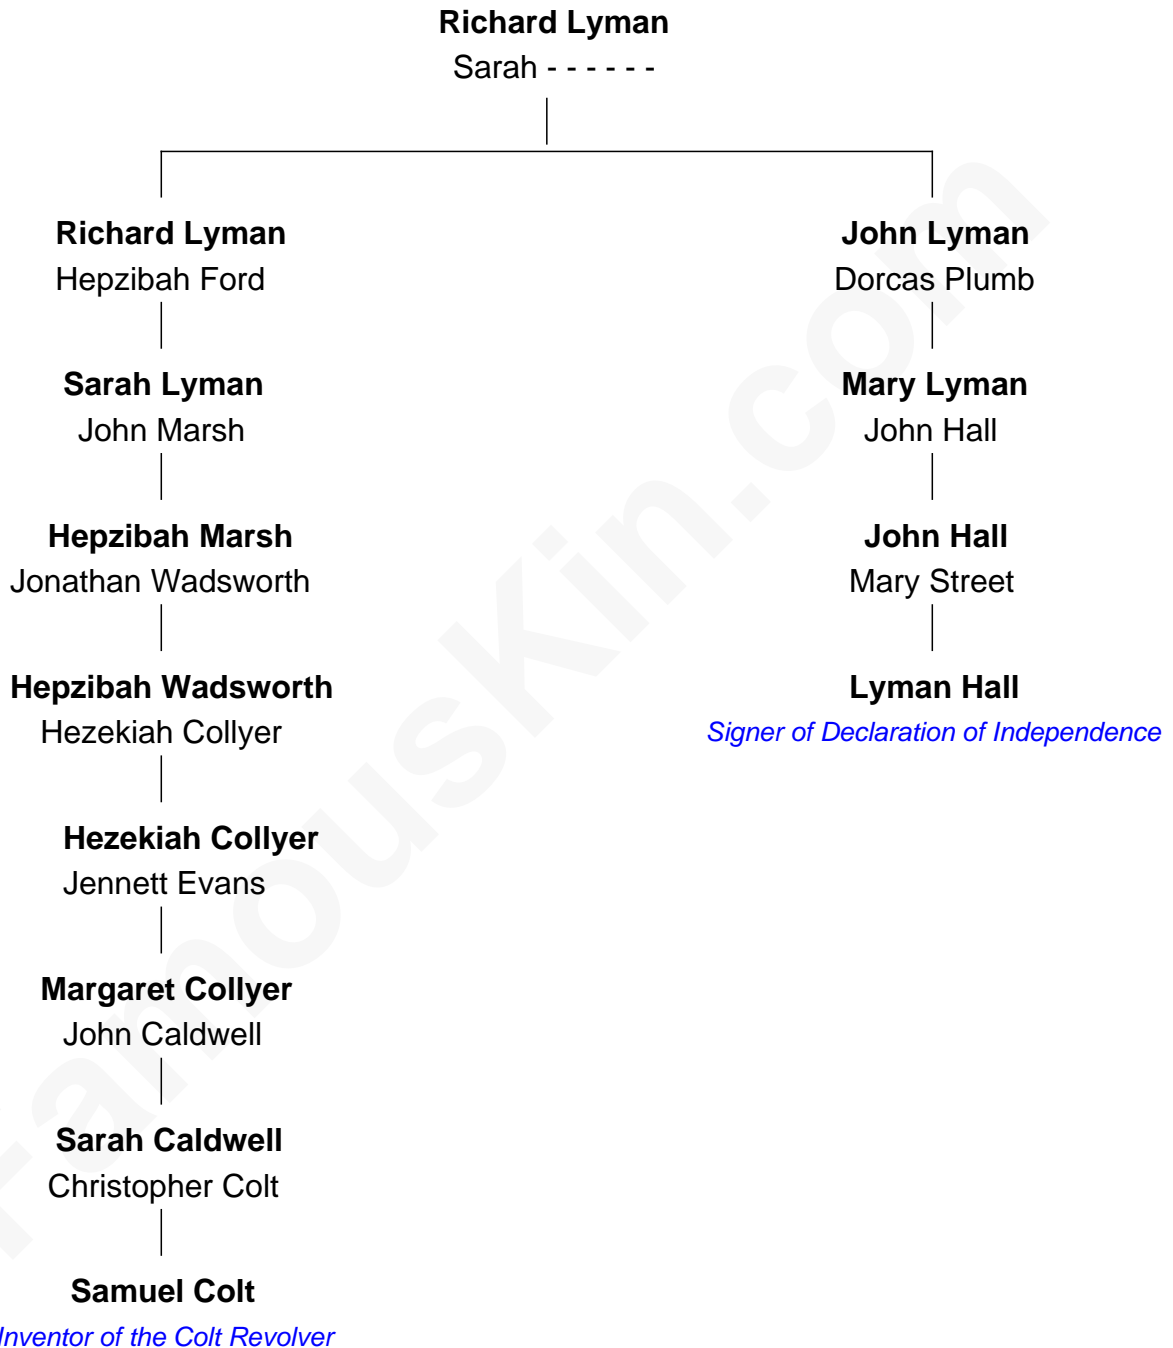 Richard Lyman
Sarah - - - - - -
Richard Lyman
Hepzibah Ford
John Lyman
Dorcas Plumb
Sarah Lyman
John Marsh
Mary Lyman
John Hall
Hepzibah Marsh
Jonathan Wadsworth
John Hall
Mary Street
Hepzibah Wadsworth
Hezekiah Collyer
Lyman Hall
Signer of Declaration of Independence
Hezekiah Collyer
Jennett Evans
Margaret Collyer
John Caldwell
Sarah Caldwell
Christopher Colt
Samuel Colt
Inventor of the Colt Revolver
FamousKin.com